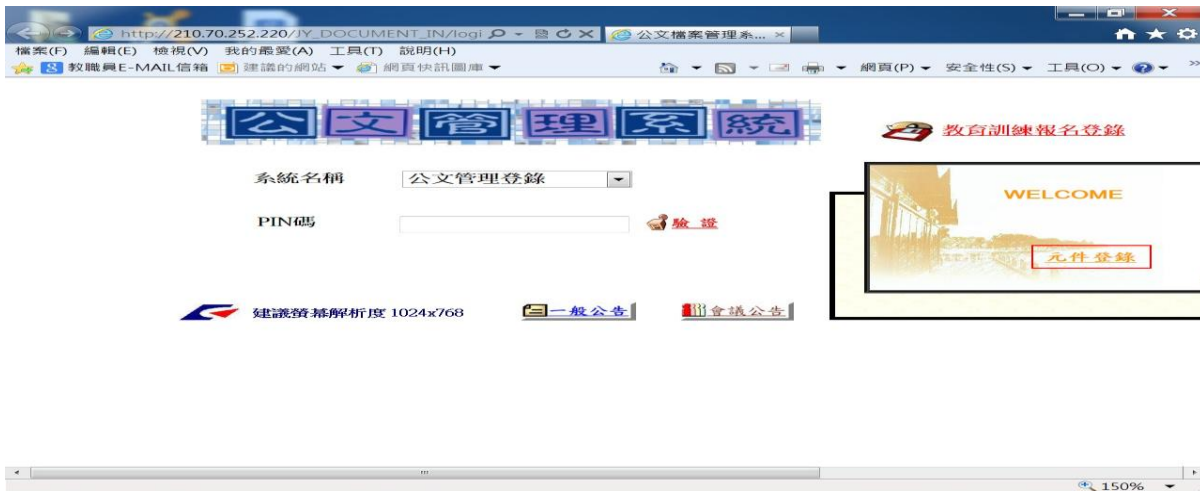 http://210.70.252.220/JY_DOCUMENT_IN/logi
公文檔案管理系...
檔案(F) 編輯(E) 檢視(V) 我的最愛(A) 工具(T) 說明(H)
教職員E-MAIL信箱 建議的網站 網頁快訊圖庫 網頁(P) 安全性(S) 工具(O)
公文管理系統
教育訓練報名登錄
系統名稱 公文管理登錄
WELCOME
PIN碼 驗證
元件登錄
建議螢幕解析度 1024x768 一般公告 會議公告
150%